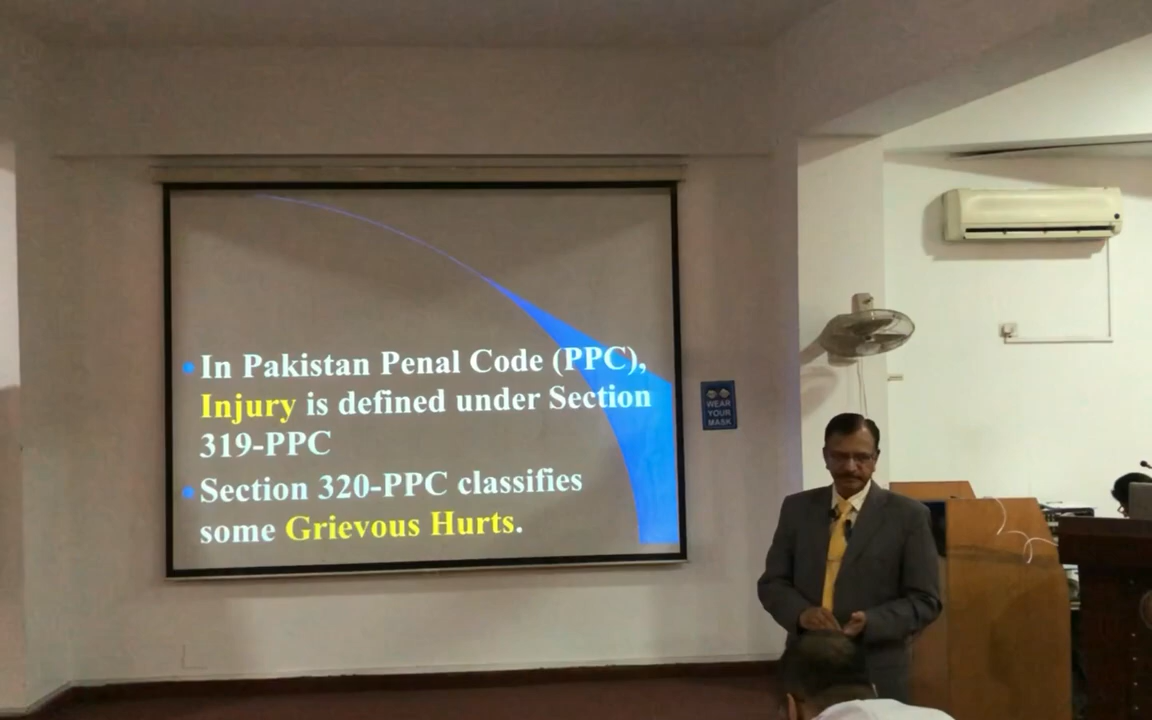 In Pakistan Penal Code (PPC),
Injury is defined under Section
319-PPC
Section 320-PPC classifies
some Grievous Hurts.
WEAR
YOUR
MASK